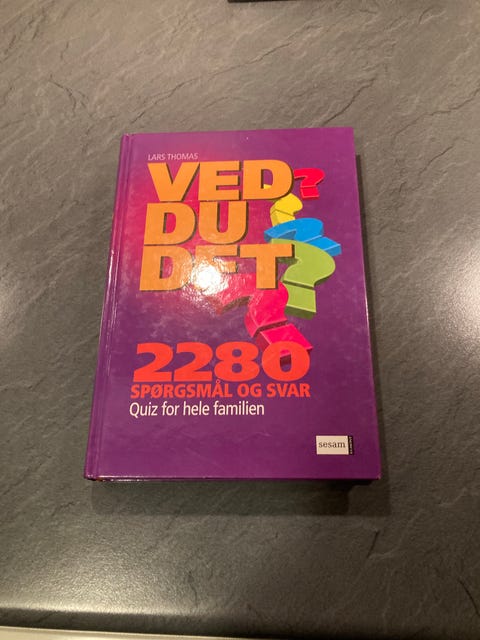 LARS THOMAS
VED
DU
DET
2280
SPØRGSMÅL OG SVAR
Quiz for hele familien
sesam